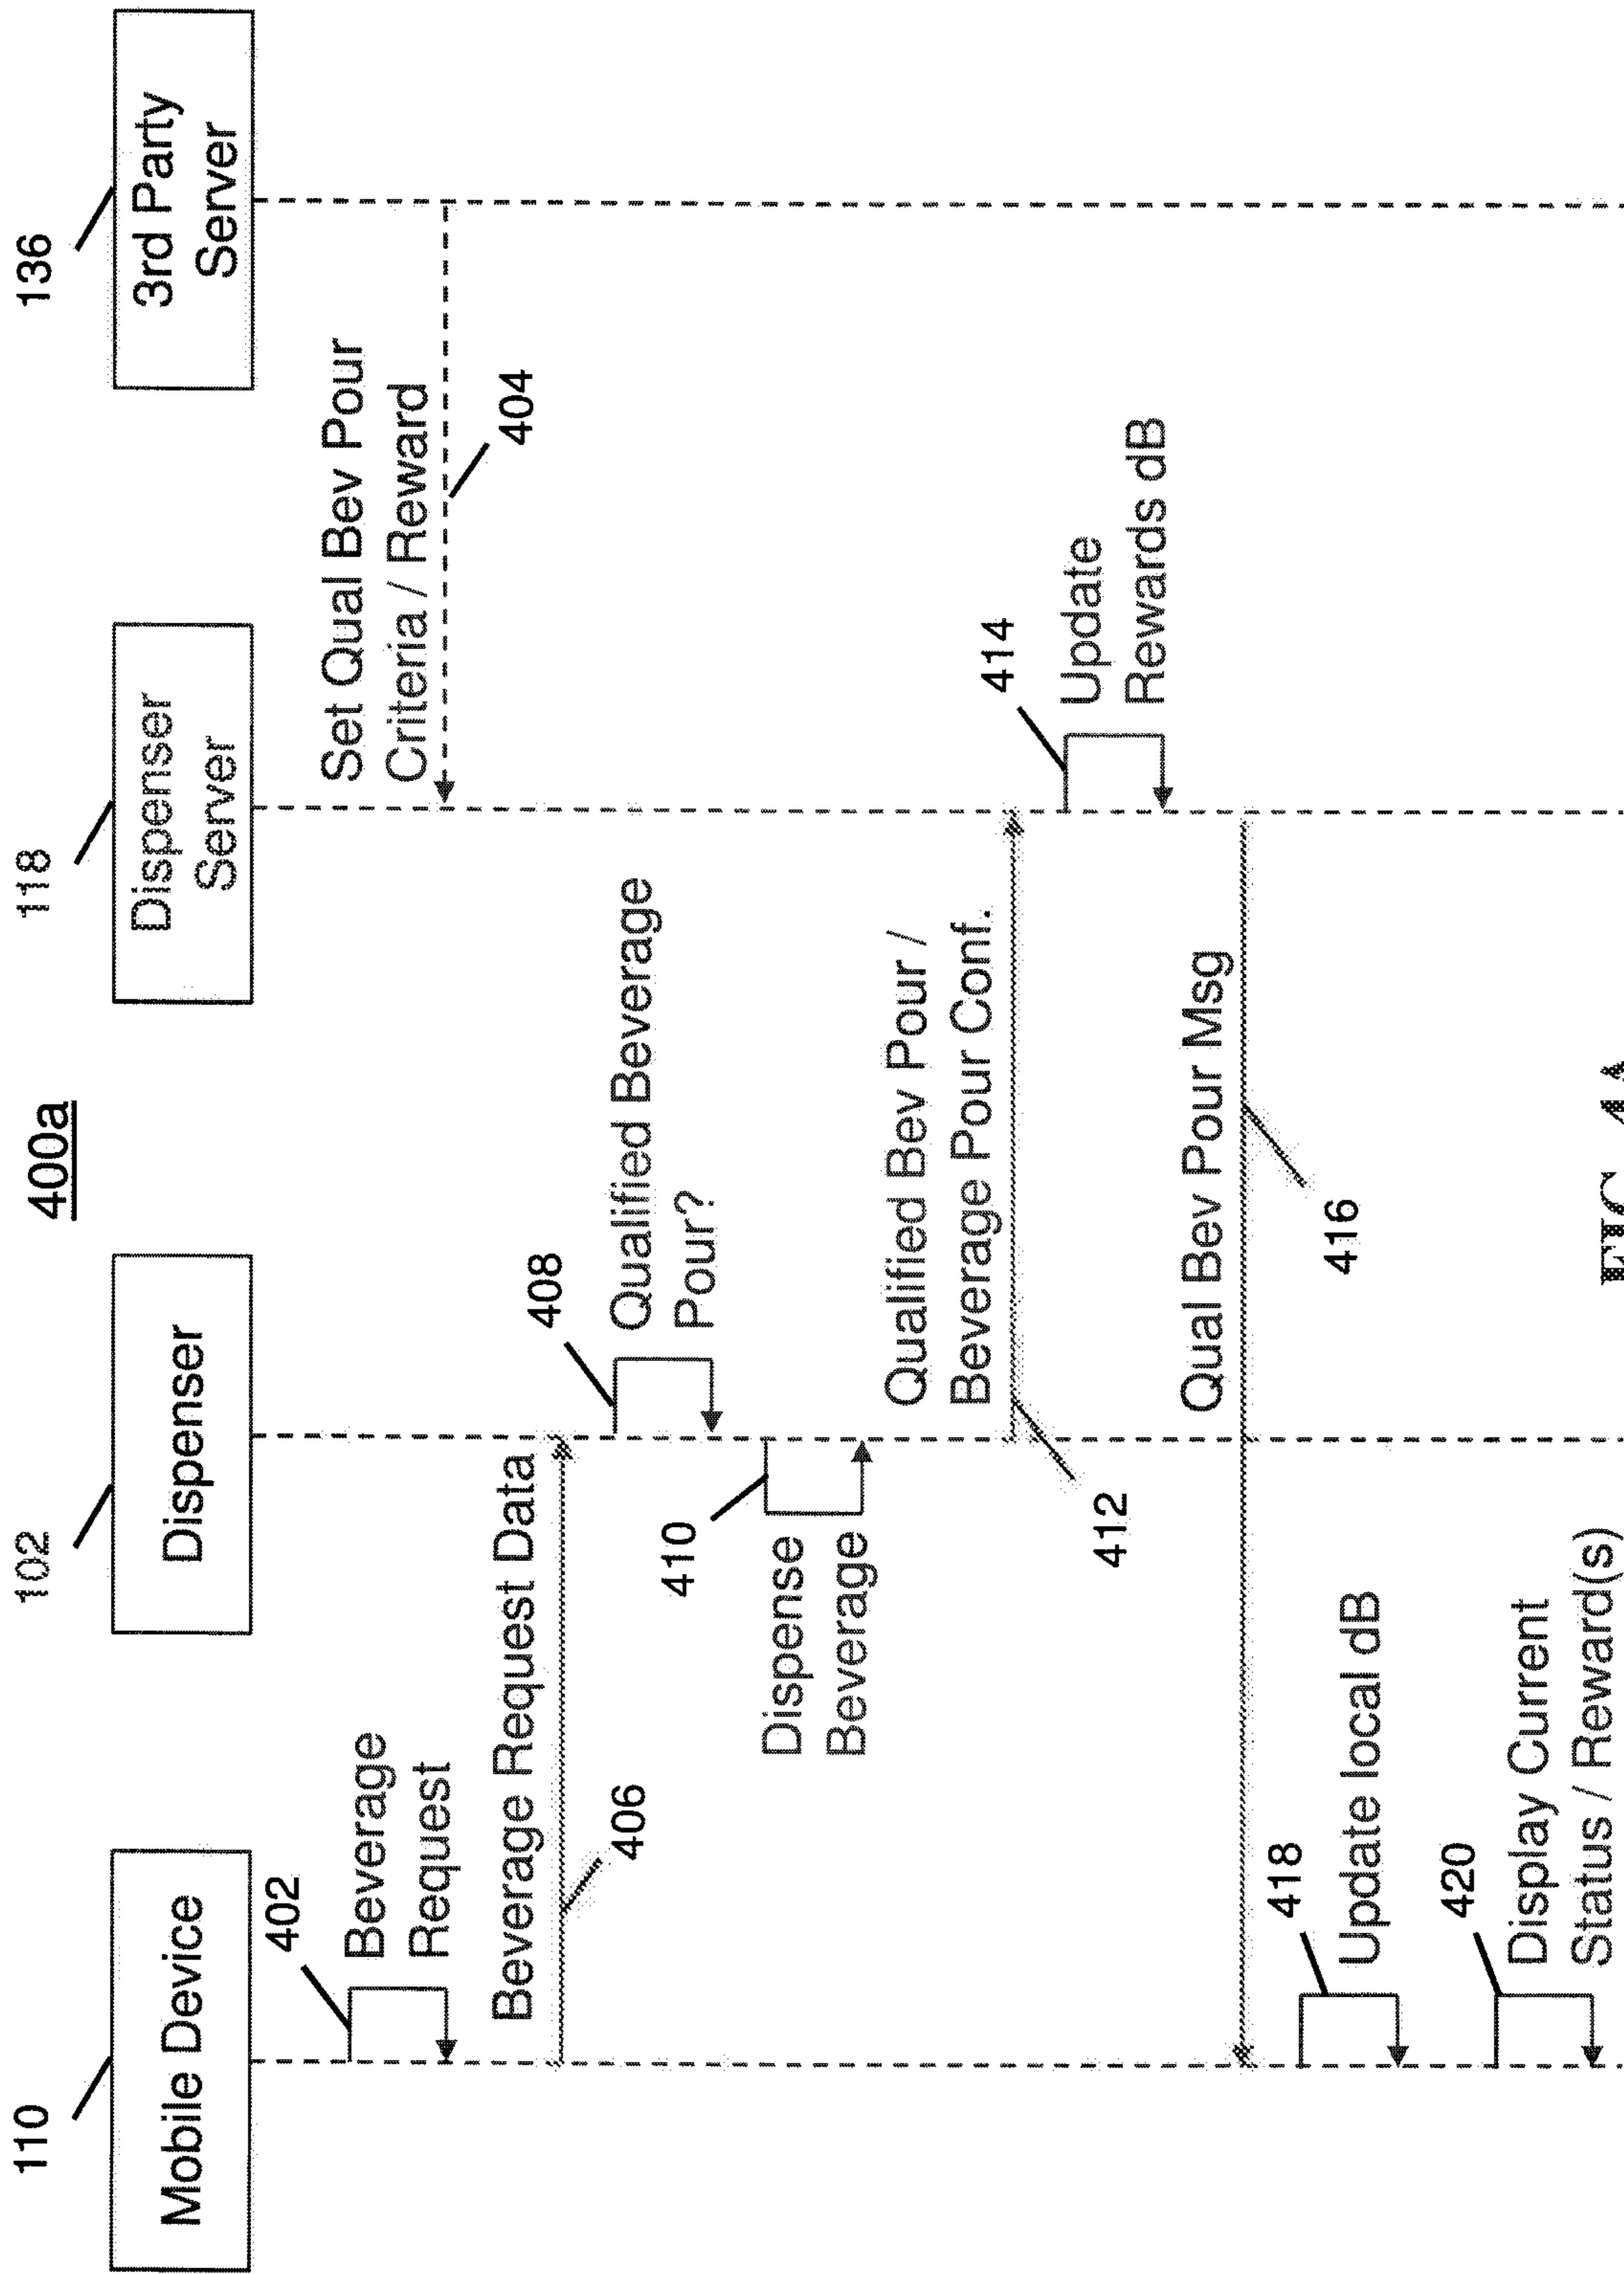 400a
110
102
118
136
Mobile Device
Dispenser
Dispenser
Server
3rd Party
Server
402
Beverage
Request
Set Qual Bev Pour
Criteria / Reward
404
Beverage Request Data
406
408
Qualified Beverage
Pour?
410
Dispense
Beverage
Qualified Bev Pour /
Beverage Pour Conf.
412
414
Update
Rewards dB
Qual Bev Pour Msg
416
418
Update local dB
420
Display Current
Status / Reward(s)